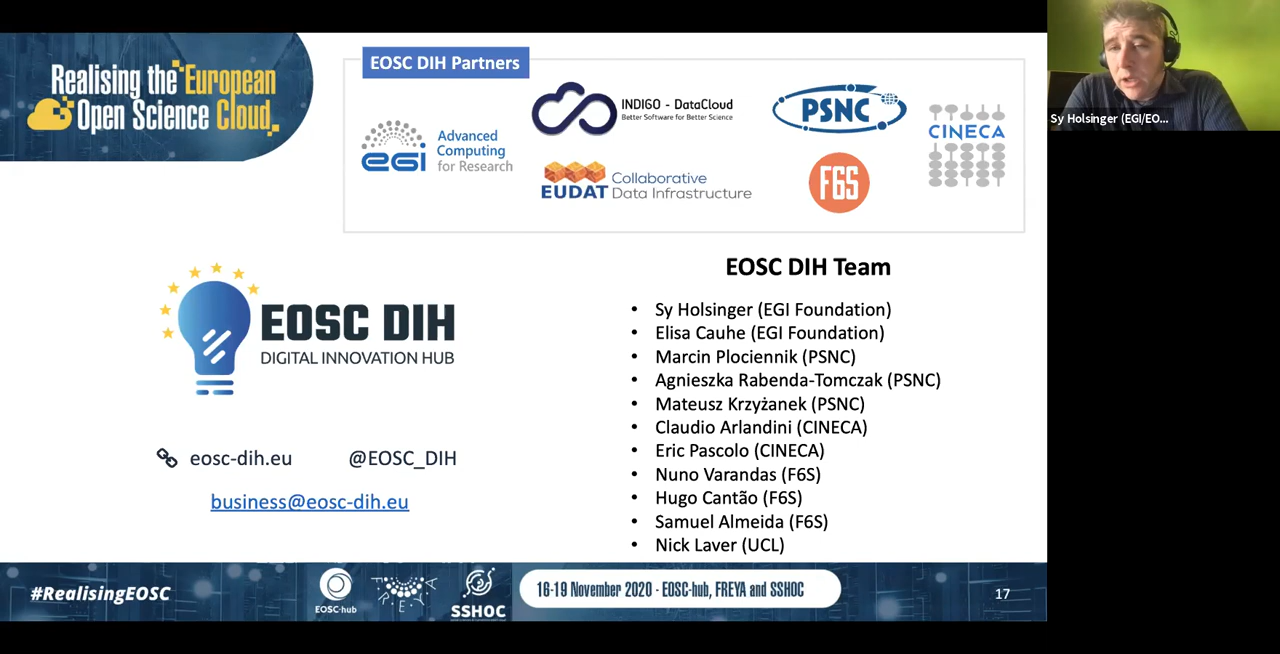 Realising the European
Open Science Cloud
EOSC DIH Partners
egi
Advanced
Computing
for Research
INDIGO - DataCloud
Better Software for Better Science
EUDAT
Collaborative
Data Infrastructure
PSNC
F6S
CINECA
Sy Holsinger (EGI/EO...
EOSC DIH
DIGITAL INNOVATION HUB
eosc-dih.eu
@EOSC_DIH
business@eosc-dih.eu
EOSC DIH Team
• Sy Holsinger (EGI Foundation)
• Elisa Cauhe (EGI Foundation)
• Marcin Plociennik (PSNC)
• Agnieszka Rabenda-Tomczak (PSNC)
• Mateusz Krzyżanek (PSNC)
• Claudio Arlandini (CINECA)
• Eric Pascolo (CINECA)
• Nuno Varandas (F6S)
• Hugo Cantão (F6S)
• Samuel Almeida (F6S)
• Nick Laver (UCL)
#RealisingEOSC
EOSC-hub
FREYA
SSHOC
16-19 November 2020 - EOSC-hub, FREYA and SSHOC
17